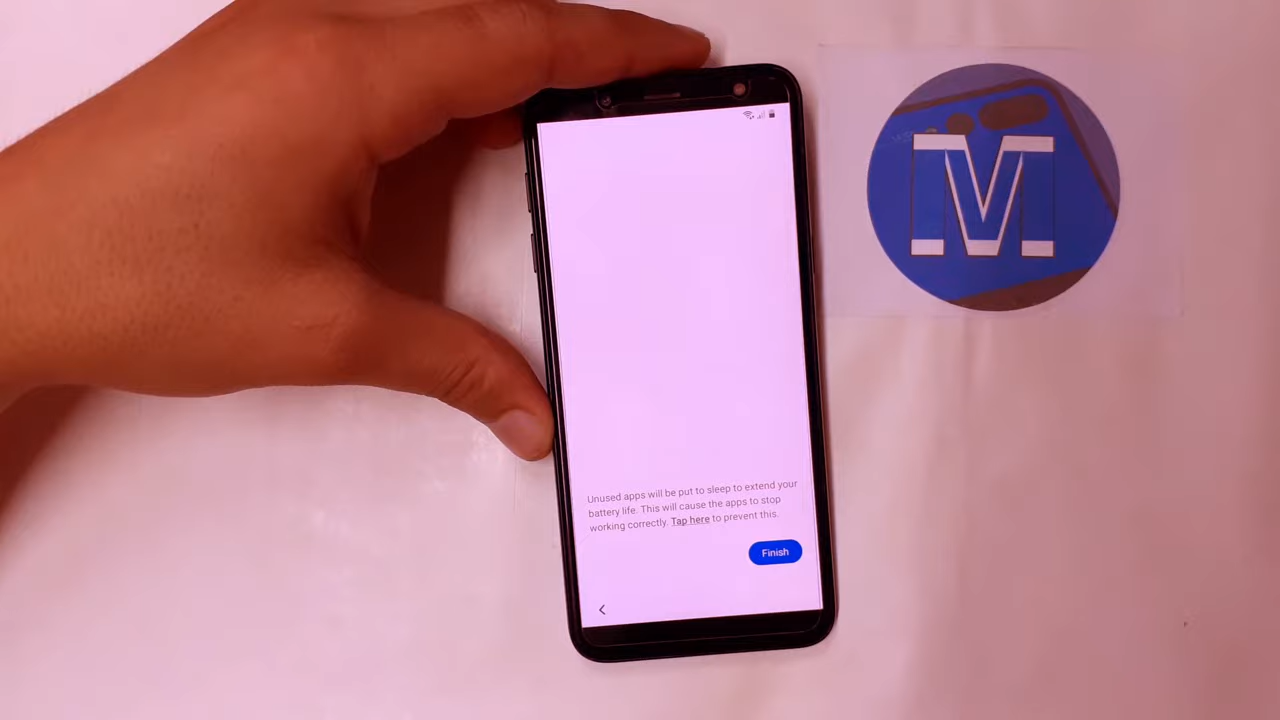 M
Unused apps will be put to sleep to extend your
battery life. This will cause the apps to stop
working correctly. Tap here to prevent this.
Finish